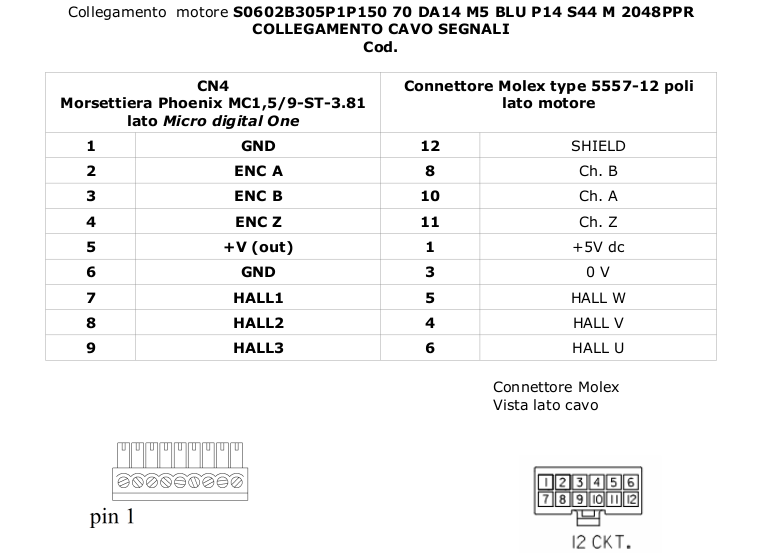 Collegamento motore S0602B305P1P150 70 DA14 M5 BLU P14 S44 M 2048PPR
COLLEGAMENTO CAVO SEGNALI
Cod.
CN4
Morsettiera Phoenix MC1,5/9-ST-3.81
lato Micro digital One
Connettore Molex type 5557-12 poli
lato motore
1 GND 12 SHIELD
2 ENC A 8 Ch. B
3 ENC B 10 Ch. A
4 ENC Z 11 Ch. Z
5 +V (out) 1 +5V dc
6 GND 3 0 V
7 HALL1 5 HALL W
8 HALL2 4 HALL V
9 HALL3 6 HALL U
Connettore Molex
Vista lato cavo
pin 1
1 2 3 4 5 6
7 8 9 10 11 12
12 CKT.